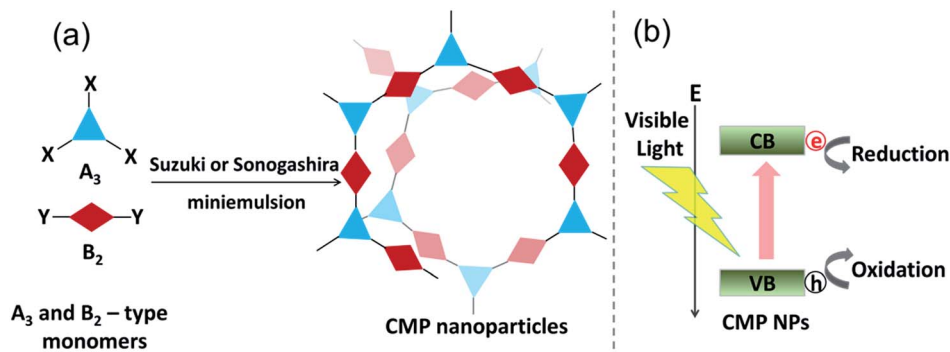 (a)
X
X
X
A3
Y
Y
B2
A3 and B2 – type
monomers
Suzuki or Sonogashira
miniemulsion
CMP nanoparticles
(b)
E
Visible
Light
CB
e
Reduction
VB
h
Oxidation
CMP NPs